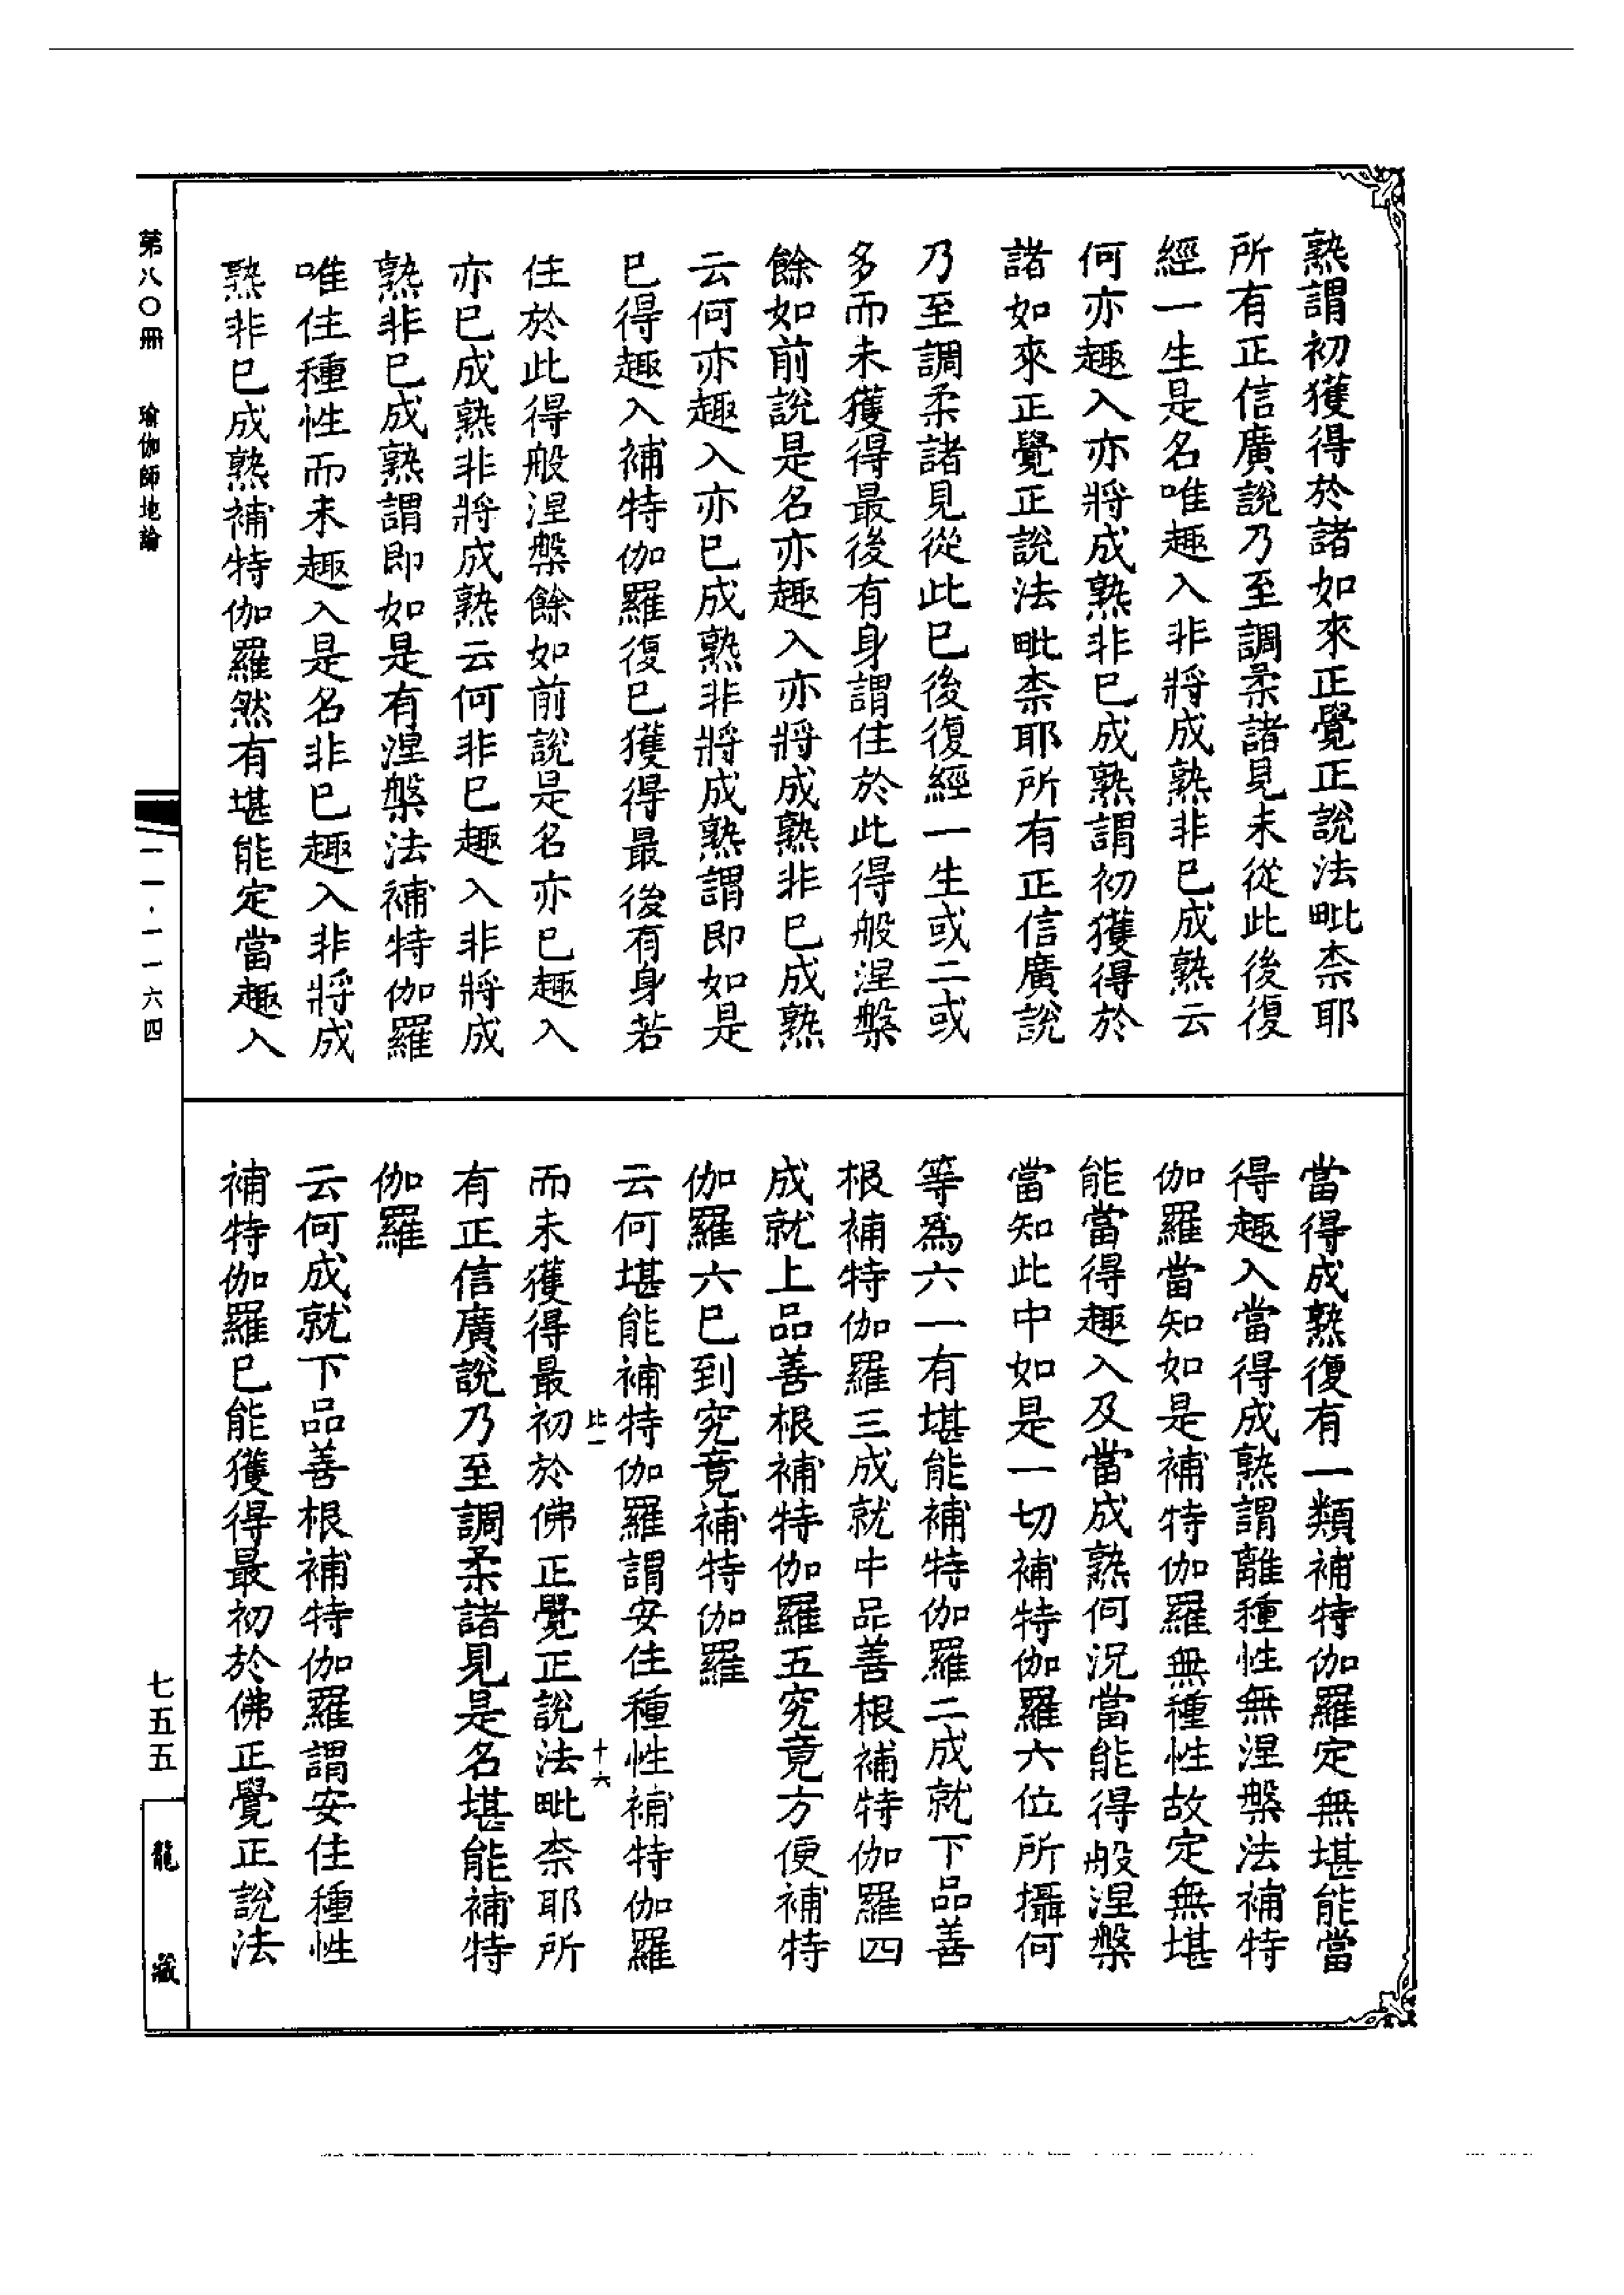 熟謂初獲得於諸如來正覺正說法毗柰耶
所有正信廣說乃至調柔諸見未從此後復
經一生是名唯趣入非將成熟非巳成熟云
何亦趣入亦將成熟非巳成熟謂初獲得於
諸如來正覺正說法毗柰耶所有正信廣說
乃至調柔諸見從此巳後復經一生或二或
多而未獲得最後有身謂住於此得般涅槃
餘如前說是名亦趣入亦將成熟非巳成熟
云何亦趣入亦巳成熟非將成熟謂即如是
巳得趣入補特伽羅復巳獲得最後有身若
住於此得般涅槃餘如前說是名亦巳趣入
亦巳成熟非將成熟云何非巳趣入非將成
熟非巳成熟謂即如是有涅槃法補特伽羅
唯住種性而未趣入是名非巳趣入非將成
熟非巳成熟補特伽羅然有堪能定當趣入
當得成熟復有一類補特伽羅定無堪能當
得趣入當得成熟謂離種性無涅槃法補特
伽羅當知如是補特伽羅無種性故定無堪
能當得趣入及當成熟何況當能得般涅槃
當知此中如是一切補特伽羅六位所攝何
等爲六一有堪能補特伽羅二成就下品善
根補特伽羅三成就中品善根補特伽羅四
成就上品善根補特伽羅五究竟方便補特
伽羅六巳到究竟補特伽羅
云何堪能補特伽羅謂安住種性補特伽羅
比一 十六
而未獲得最初於佛正覺正說法毗柰耶所
有正信廣說乃至調柔諸見是名堪能補特
伽羅
云何成就下品善根補特伽羅謂安住種性
補特伽羅巳能獲得最初於佛正覺正說法
第八〇冊 瑜伽師地論
一一·一一六四
七五五
龍藏